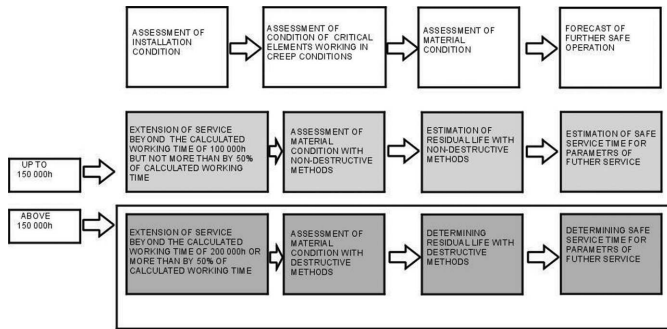 ASSESSMENT OF
INSTALLATION
CONDITION
ASSESSMENT OF
CONDITION OF CRITICAL
ELEMENTS WORKING IN
CREEP CONDITIONS
ASSESSMENT OF
MATERIAL
CONDITION
FORECAST OF
FURTHER SAFE
OPERATION
UP TO
150 000h
EXTENSION OF SERVICE
BEYOND THE CALCULATED
WORKING TIME OF 100 000h
BUT NOT MORE THAN BY 50%
OF CALCULATED WORKING
TIME
ASSESSMENT OF
MATERIAL
CONDITION WITH
NON-DESTRUCTIVE
METHODS
ESTIMATION OF
RESIDUAL LIFE WITH
NON-DESTRUCTIVE
METHODS
ESTIMATION OF SAFE
SERVICE TIME FOR
PARAMETRS OF
FUTHER SERVICE
ABOVE
150 000h
EXTENSION OF SERVICE
BEYOND THE CALCULATED
WORKING TIME OF 200 000h OR
MORE THAN BY 50% OF
CALCULATED WORKING TIME
ASSESSMENT OF
MATERIAL
CONDITION WITH
DESTRUCTIVE
METHODS
DETERMINING
RESIDUAL LIFE WITH
DESTRUCTIVE
METHODS
DETERMINING SAFE
SERVICE TIME FOR
PARAMETRS OF
FUTHER SERVICE